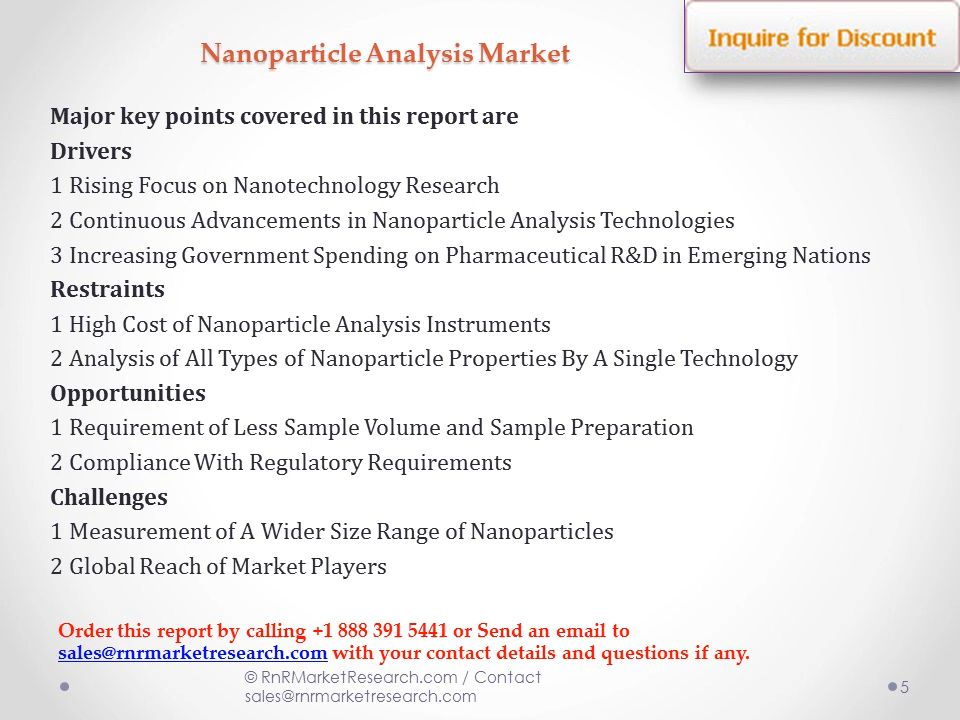 Nanoparticle Analysis Market
Inquire for Discount
Major key points covered in this report are
Drivers
1 Rising Focus on Nanotechnology Research
2 Continuous Advancements in Nanoparticle Analysis Technologies
3 Increasing Government Spending on Pharmaceutical R&D in Emerging Nations
Restraints
1 High Cost of Nanoparticle Analysis Instruments
2 Analysis of All Types of Nanoparticle Properties By A Single Technology
Opportunities
1 Requirement of Less Sample Volume and Sample Preparation
2 Compliance With Regulatory Requirements
Challenges
1 Measurement of A Wider Size Range of Nanoparticles
2 Global Reach of Market Players
Order this report by calling +1 888 391 5441 or Send an email to
sales@rnrmarketresearch.com with your contact details and questions if any.
© RnRMarketResearch.com / Contact
sales@rnrmarketresearch.com
5